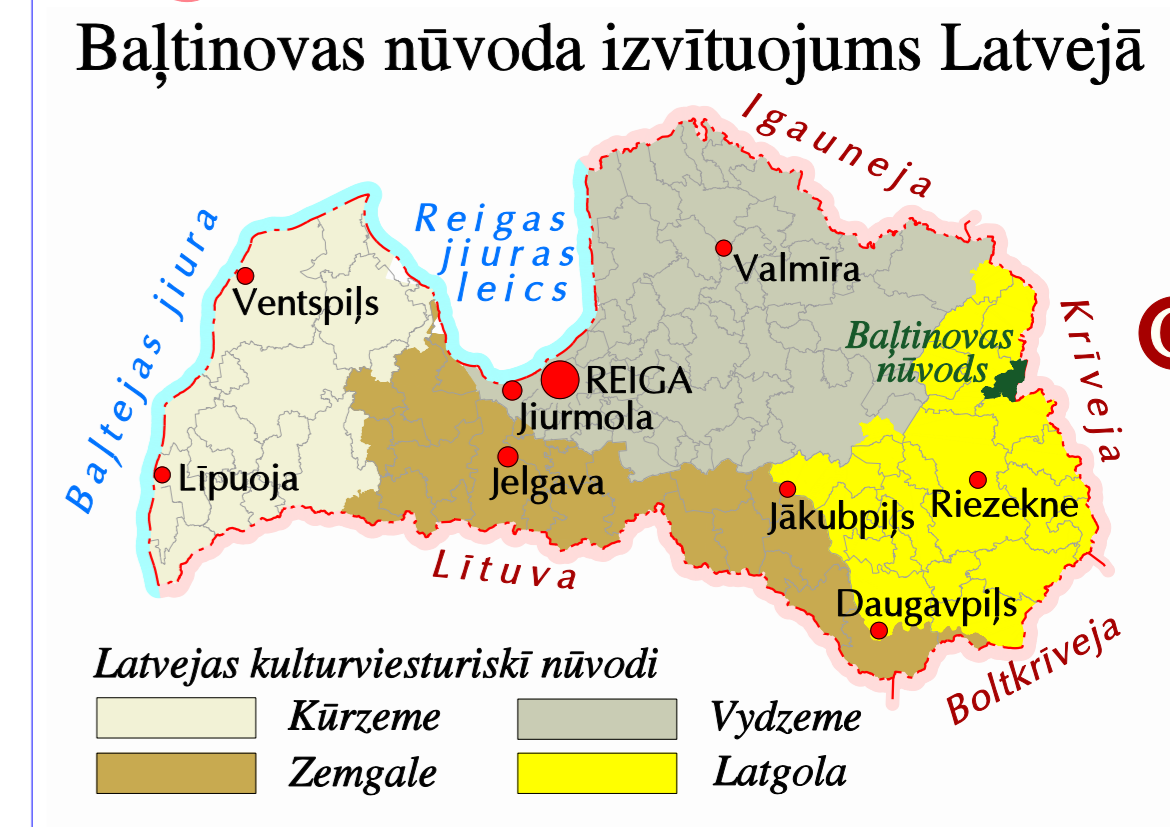 Baļtinovas nūvoda izvītuojums Latvejā
Igauneja
Baļtejas jiura
Reigas
jiuras
leics
Valmīra
Ventspiļs
Krīveja
Baļtinovas
nūvods
REIGA
Jiurmola
Līpuoja
Jelgava
Jākubpiļs
Riezekne
Lītuva
Daugavpiļs
Boltkrīveja
Latvejas kulturviesturiskī nūvodi
Kūrzeme
Vydzeme
Zemgale
Latgola